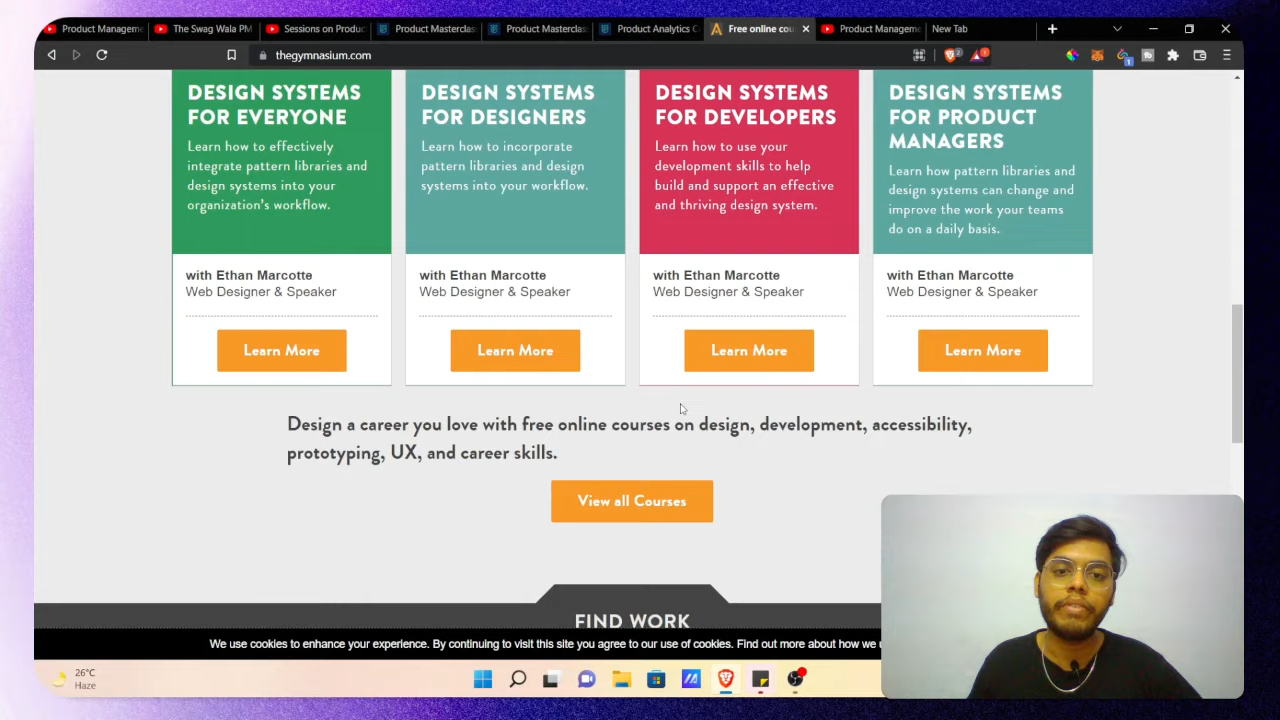 Product Manageme
The Swag Wala PM
Sessions on Produc
Product Masterclas
Product Masterclas
Product Analytics C
Free online cou
Product Manageme
New Tab
thegymnasium.com
DESIGN SYSTEMS
FOR EVERYONE
Learn how to effectively
integrate pattern libraries and
design systems into your
organization's workflow.
with Ethan Marcotte
Web Designer & Speaker
Learn More
DESIGN SYSTEMS
FOR DESIGNERS
Learn how to incorporate
pattern libraries and design
systems into your workflow.
with Ethan Marcotte
Web Designer & Speaker
Learn More
DESIGN SYSTEMS
FOR DEVELOPERS
Learn how to use your
development skills to help
build and support an effective
and thriving design system.
with Ethan Marcotte
Web Designer & Speaker
Learn More
DESIGN SYSTEMS
FOR PRODUCT
MANAGERS
Learn how pattern libraries and
design systems can change and
improve the work your teams
do on a daily basis.
with Ethan Marcotte
Web Designer & Speaker
Learn More
Design a career you love with free online courses on design, development, accessibility,
prototyping, UX, and career skills.
View all Courses
FIND WORK
We use cookies to enhance your experience. By continuing to visit this site you agree to our use of cookies. Find out more about how we u
26°C
Haze